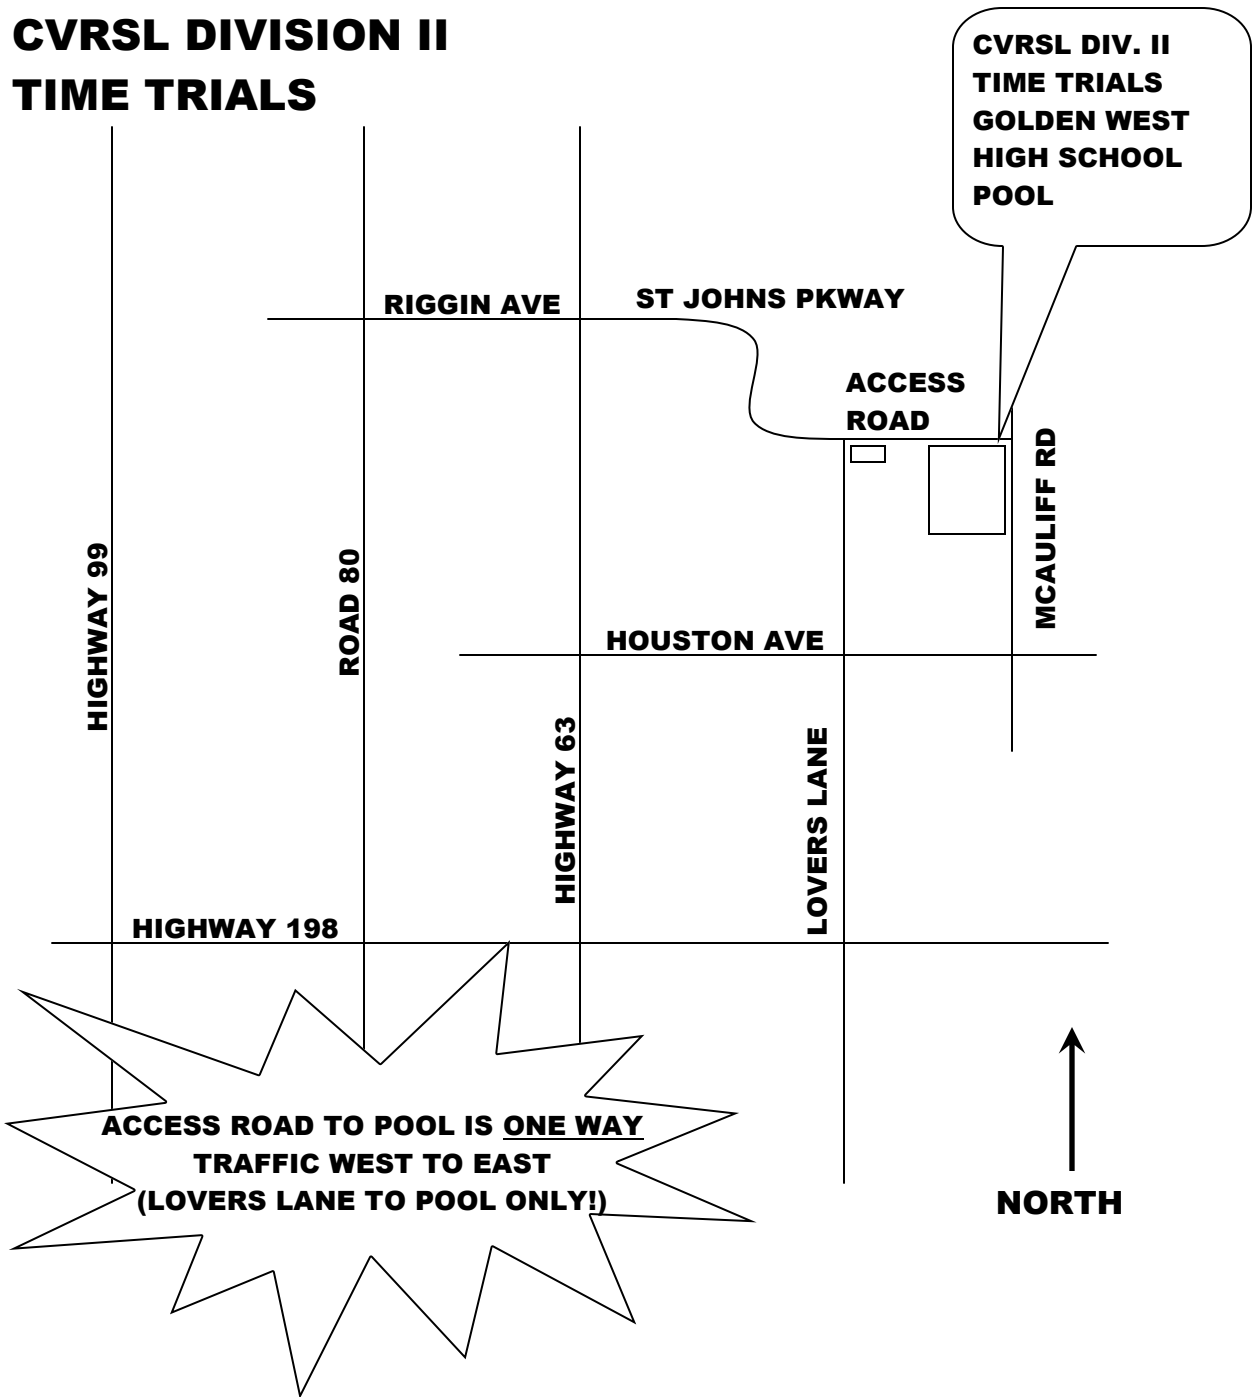 CVRSL DIVISION II
TIME TRIALS
CVRSL DIV. II
TIME TRIALS
GOLDEN WEST
HIGH SCHOOL
POOL
RIGGIN AVE
ST JOHNS PKWAY
ACCESS
ROAD
MCAULIFF RD
HIGHWAY 99
ROAD 80
HOUSTON AVE
HIGHWAY 63
LOVERS LANE
HIGHWAY 198
ACCESS ROAD TO POOL IS ONE WAY
TRAFFIC WEST TO EAST
(LOVERS LANE TO POOL ONLY!)
NORTH